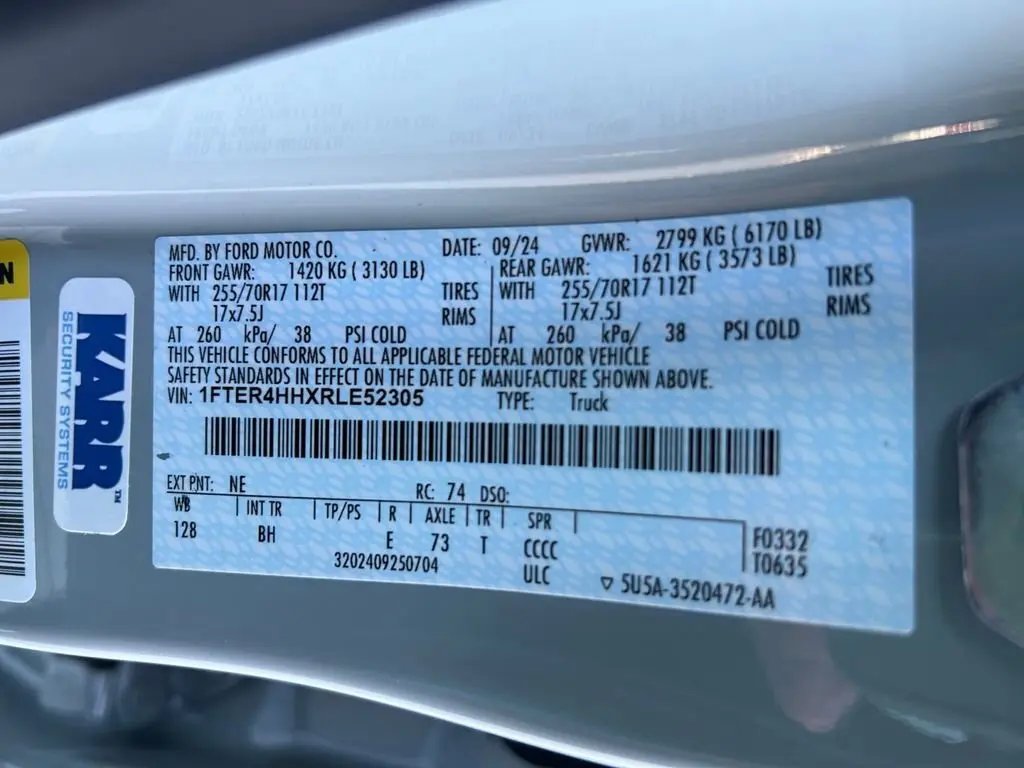 MFD. BY FORD MOTOR CO. DATE: 09/24 GVWR: 2799 KG ( 6170 LB)
FRONT GAWR: 1420 KG ( 3130 LB) REAR GAWR: 1621 KG ( 3573 LB)
WITH 255/70R17 112T TIRES WITH 255/70R17 112T TIRES
17x7.5J RIMS 17x7.5J RIMS
AT 260 kPa/ 38 PSI COLD AT 260 kPa/ 38 PSI COLD
THIS VEHICLE CONFORMS TO ALL APPLICABLE FEDERAL MOTOR VEHICLE
SAFETY STANDARDS IN EFFECT ON THE DATE OF MANUFACTURE SHOWN ABOVE.
VIN: 1FTER4HHXRLE52305 TYPE: Truck
EXT PNT: NE RC: 74 DSO:
WB INT TR TP/PS R AXLE TR SPR
128 BH E 73 T CCCC
F0332
T0635
3202409250704 ULC
5U5A-3520472-AA
KARR™
SECURITY SYSTEMS
N